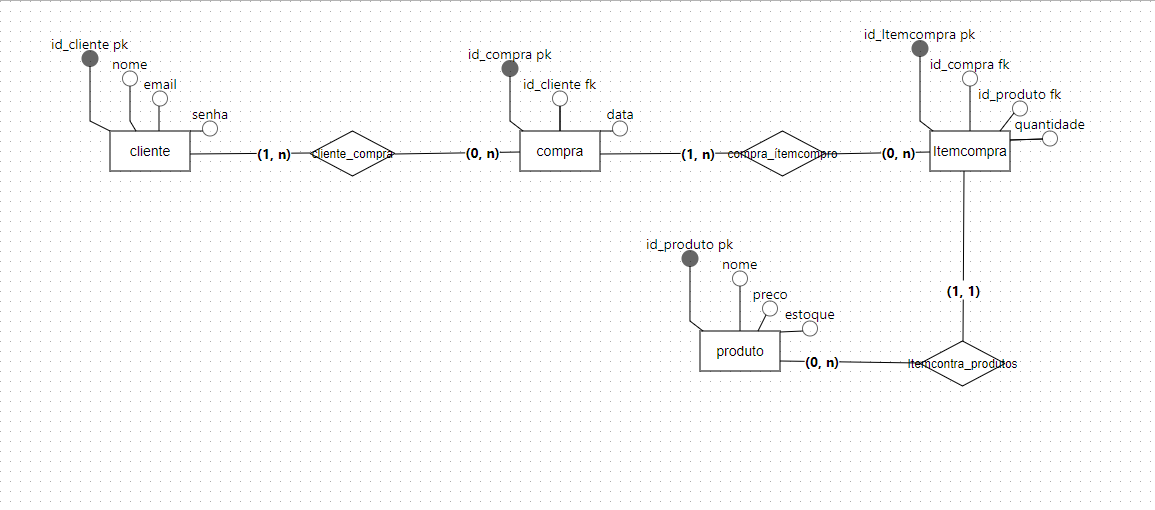 id_cliente pk
nome
email
senha
cliente
(1, n)
cliente_compra
(0, n)
id_compra pk
id_cliente fk
data
compra
(1, n)
compra_ítemcompro
(0, n)
id_Itemcompra pk
id_compra fk
id_produto fk
quantidade
Itemcompra
(1, 1)
id_produto pk
nome
preco
estoque
produto
(0, n)
Itemcontra_produtos